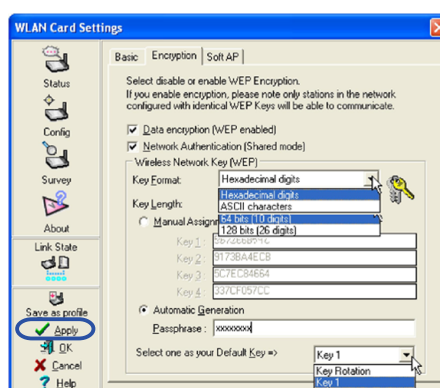 WLAN Card Settings
Status
Config
Survey
About
Link State
Save as profile
Apply
OK
Cancel
Help
Basic
Encryption
Soft AP
Select disable or enable WEP Encryption.
If you enable encryption, please note only stations in the network
configured with identical WEP Keys will be able to communicate.
Data encryption (WEP enabled)
Network Authentication (Shared mode)
Wireless Network Key (WEP)
Key Format: Hexadecimal digits
Hexadecimal digits
ASCII characters
Key Length:
64 bits (10 digits)
128 bits (26 digits)
Manual
Key 1:
Key 2: 9173BA4ECB
Key 3: 5C7EC84664
Key 4: 337CF057CC
Automatic Generation
Passphrase : xxxxxxxx
Select one as your Default Key => Key 1
Key Rotation
Key 1